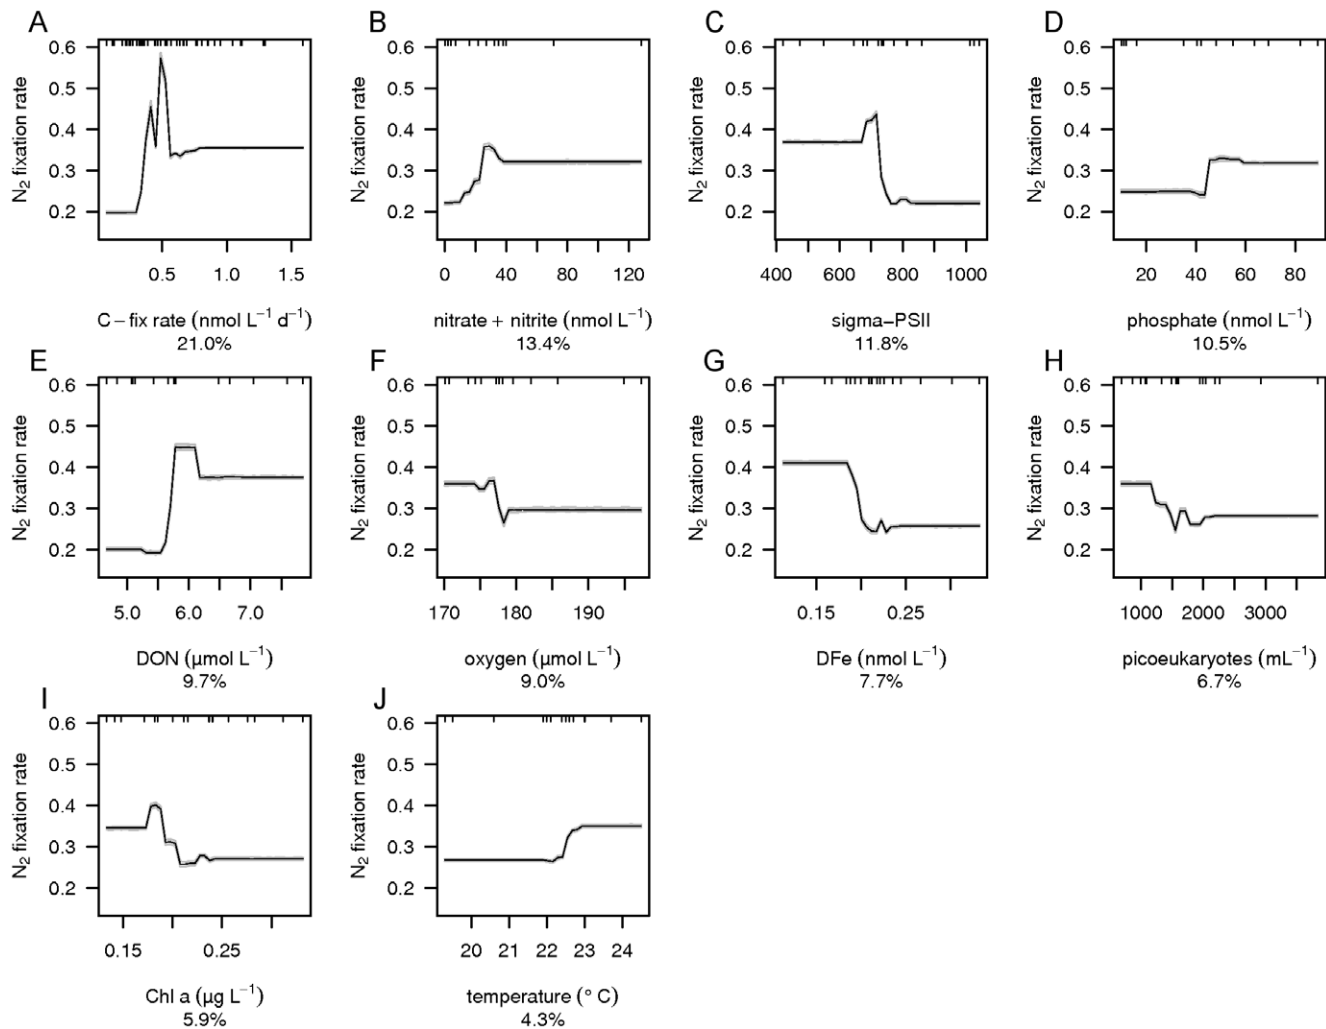 A
0.6
0.5
0.4
0.3
0.2
N₂ fixation rate
0.5 1.0 1.5
C−fix rate (nmol L⁻¹ d⁻¹)
21.0%
B
0.6
0.5
0.4
0.3
0.2
N₂ fixation rate
0 40 80 120
nitrate + nitrite (nmol L⁻¹)
13.4%
C
0.6
0.5
0.4
0.3
0.2
N₂ fixation rate
400 600 800 1000
sigma−PSII
11.8%
D
0.6
0.5
0.4
0.3
0.2
N₂ fixation rate
20 40 60 80
phosphate (nmol L⁻¹)
10.5%
E
0.6
0.5
0.4
0.3
0.2
N₂ fixation rate
5.0 6.0 7.0
DON (µmol L⁻¹)
9.7%
F
0.6
0.5
0.4
0.3
0.2
N₂ fixation rate
170 180 190
oxygen (µmol L⁻¹)
9.0%
G
0.6
0.5
0.4
0.3
0.2
N₂ fixation rate
0.15 0.25
DFe (nmol L⁻¹)
7.7%
H
0.6
0.5
0.4
0.3
0.2
N₂ fixation rate
1000 2000 3000
picoeukaryotes (mL⁻¹)
6.7%
I
0.6
0.5
0.4
0.3
0.2
N₂ fixation rate
0.15 0.25
Chl a (µg L⁻¹)
5.9%
J
0.6
0.5
0.4
0.3
0.2
N₂ fixation rate
20 21 22 23 24
temperature (° C)
4.3%